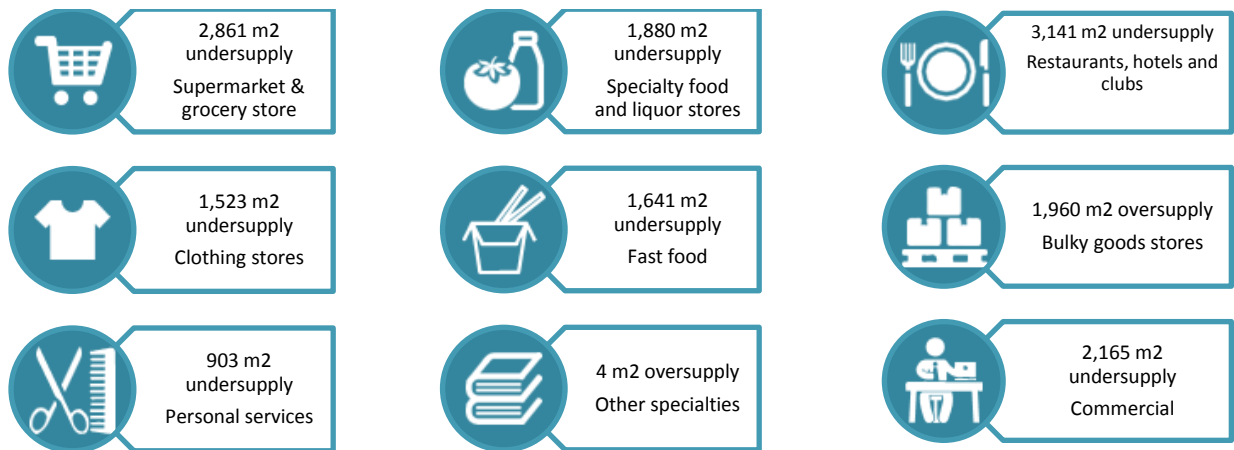 2,861 m2
undersupply
Supermarket &
grocery store
1,880 m2
undersupply
Specialty food
and liquor stores
3,141 m2 undersupply
Restaurants, hotels and
clubs
1,523 m2
undersupply
Clothing stores
1,641 m2
undersupply
Fast food
1,960 m2 oversupply
Bulky goods stores
903 m2
undersupply
Personal services
4 m2 oversupply
Other specialties
2,165 m2
undersupply
Commercial